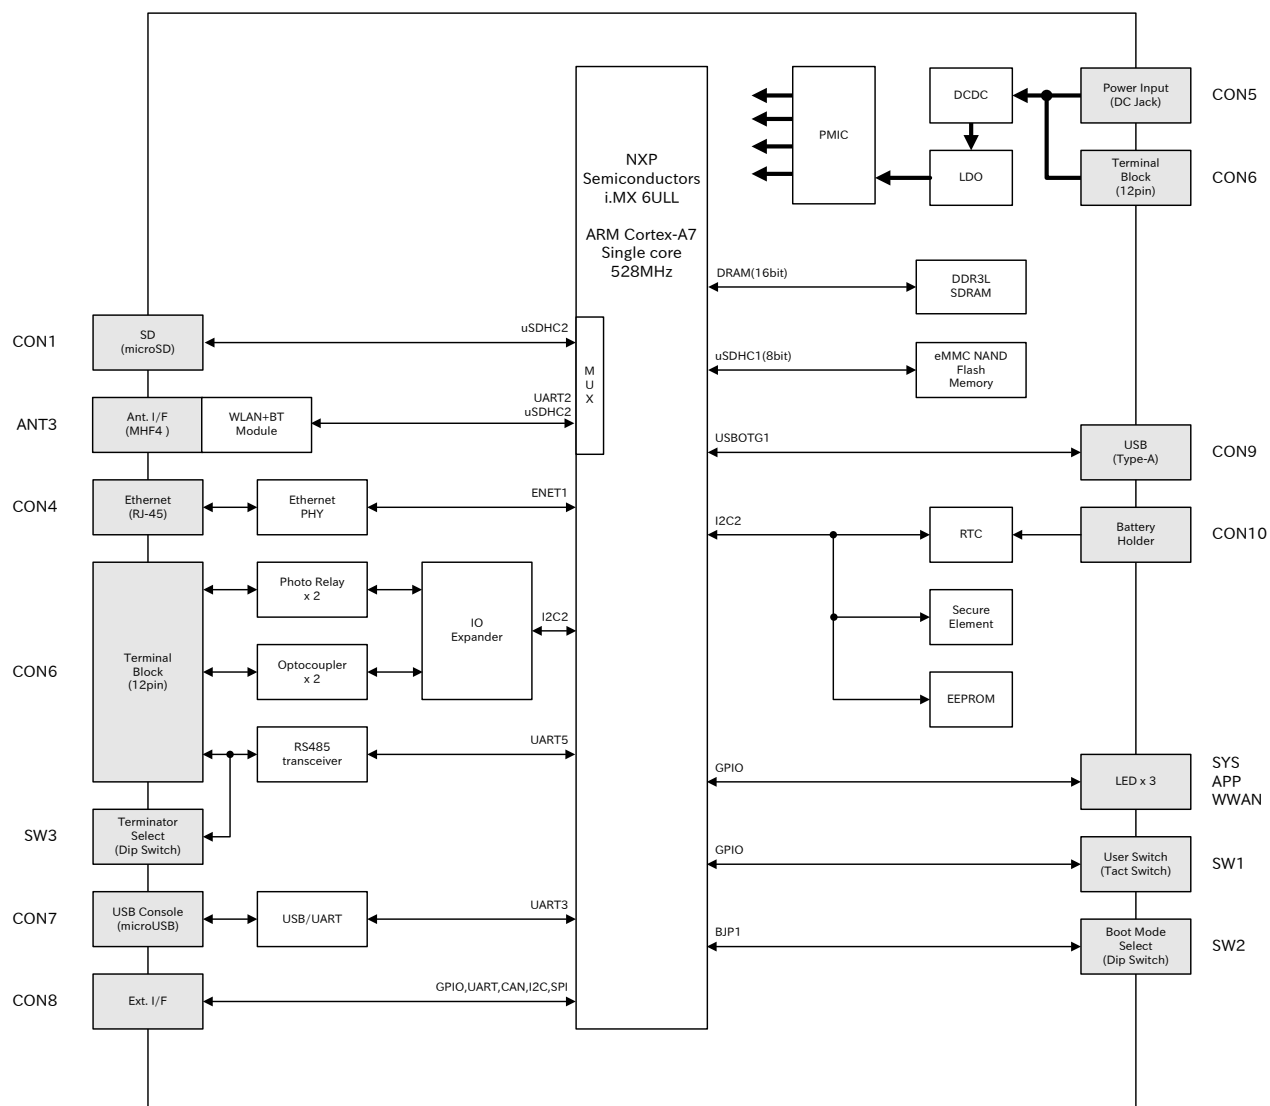 NXP
Semiconductors
i.MX 6ULL
ARM Cortex-A7
Single core
528MHz
M
U
X
PMIC
DCDC
LDO
Power Input
(DC Jack)
CON5
Terminal
Block
(12pin)
CON6
DRAM(16bit)
DDR3L
SDRAM
CON1
SD
(microSD)
uSDHC2
uSDHC1(8bit)
eMMC NAND
Flash
Memory
ANT3
Ant. I/F
(MHF4 )
WLAN+BT
Module
UART2
uSDHC2
USBOTG1
USB
(Type-A)
CON9
CON4
Ethernet
(RJ-45)
Ethernet
PHY
ENET1
I2C2
RTC
Battery
Holder
CON10
CON6
Terminal
Block
(12pin)
Photo Relay
x 2
Optocoupler
x 2
IO
Expander
I2C2
Secure
Element
EEPROM
RS485
transceiver
UART5
GPIO
LED x 3
SYS
APP
WWAN
SW3
Terminator
Select
(Dip Switch)
GPIO
User Switch
(Tact Switch)
SW1
CON7
USB Console
(microUSB)
USB/UART
UART3
BJP1
Boot Mode
Select
(Dip Switch)
SW2
CON8
Ext. I/F
GPIO,UART,CAN,I2C,SPI